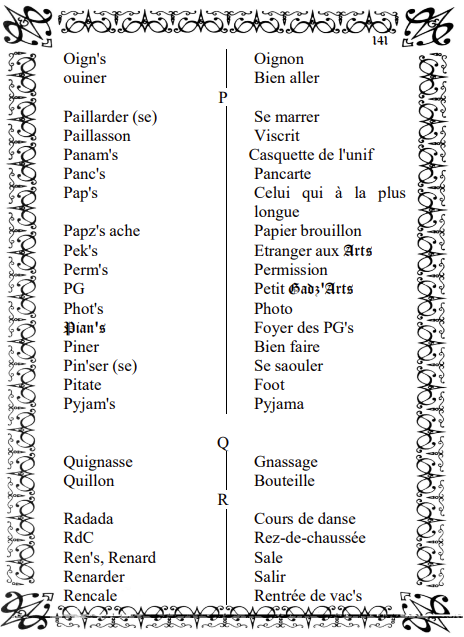 141
Oign's Oignon
ouiner Bien aller
P
Paillarder (se) Se marrer
Paillasson Viscrit
Panam's Casquette de l'unif
Panc's Pancarte
Pap's Celui qui à la plus
longue
Papz's ache Papier brouillon
Pek's Etranger aux Arts
Perm's Permission
PG Petit Gadz'Arts
Phot's Photo
Pian's Foyer des PG's
Piner Bien faire
Pin'ser (se) Se saouler
Pitate Foot
Pyjam's Pyjama
Q
Quignasse Gnassage
Quillon Bouteille
R
Radada Cours de danse
RdC Rez-de-chaussée
Ren's, Renard Sale
Renarder Salir
Rencale Rentrée de vac's